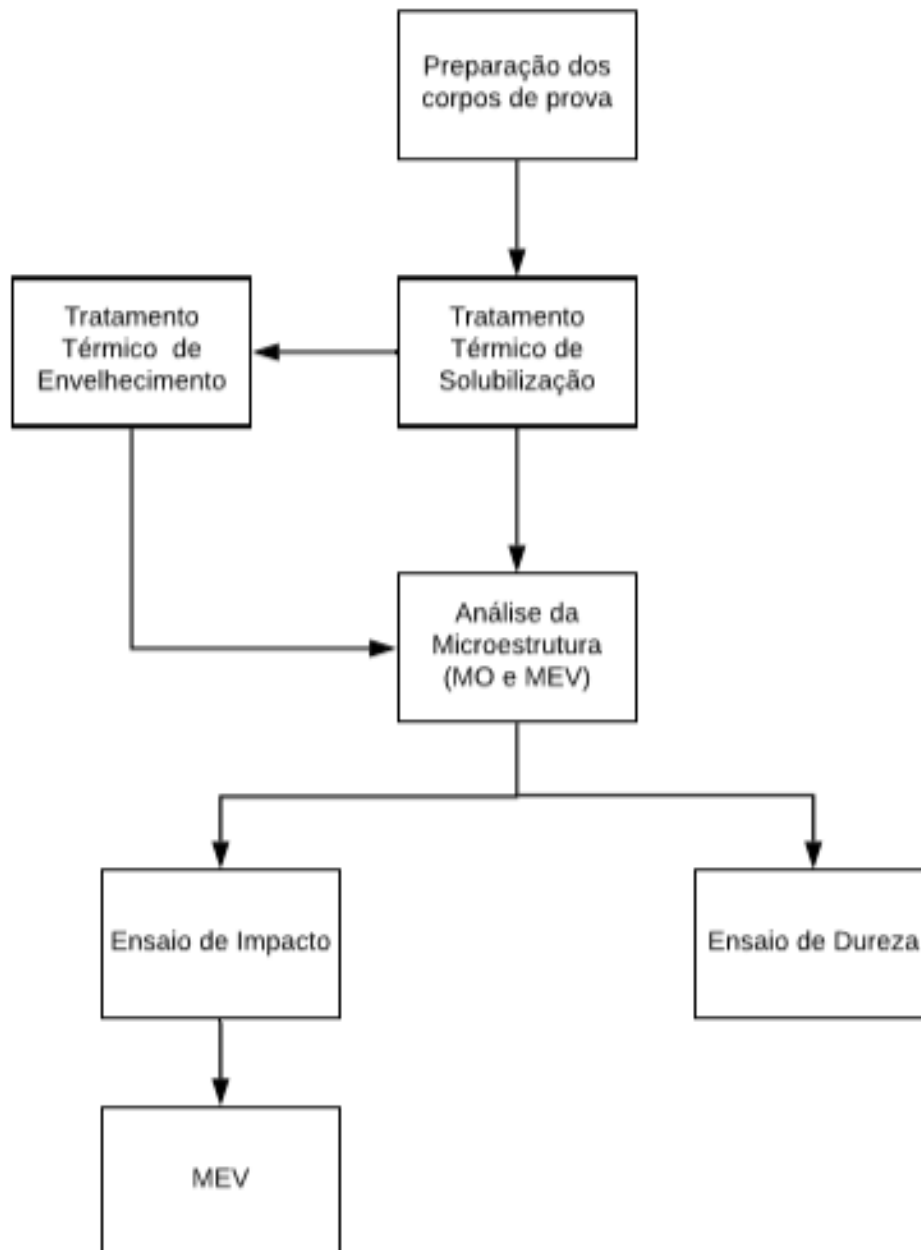 Preparação dos
corpos de prova
Tratamento
Térmico de
Envelhecimento
Tratamento
Térmico de
Solubilização
Análise da
Microestrutura
(MO e MEV)
Ensaio de Impacto
Ensaio de Dureza
MEV